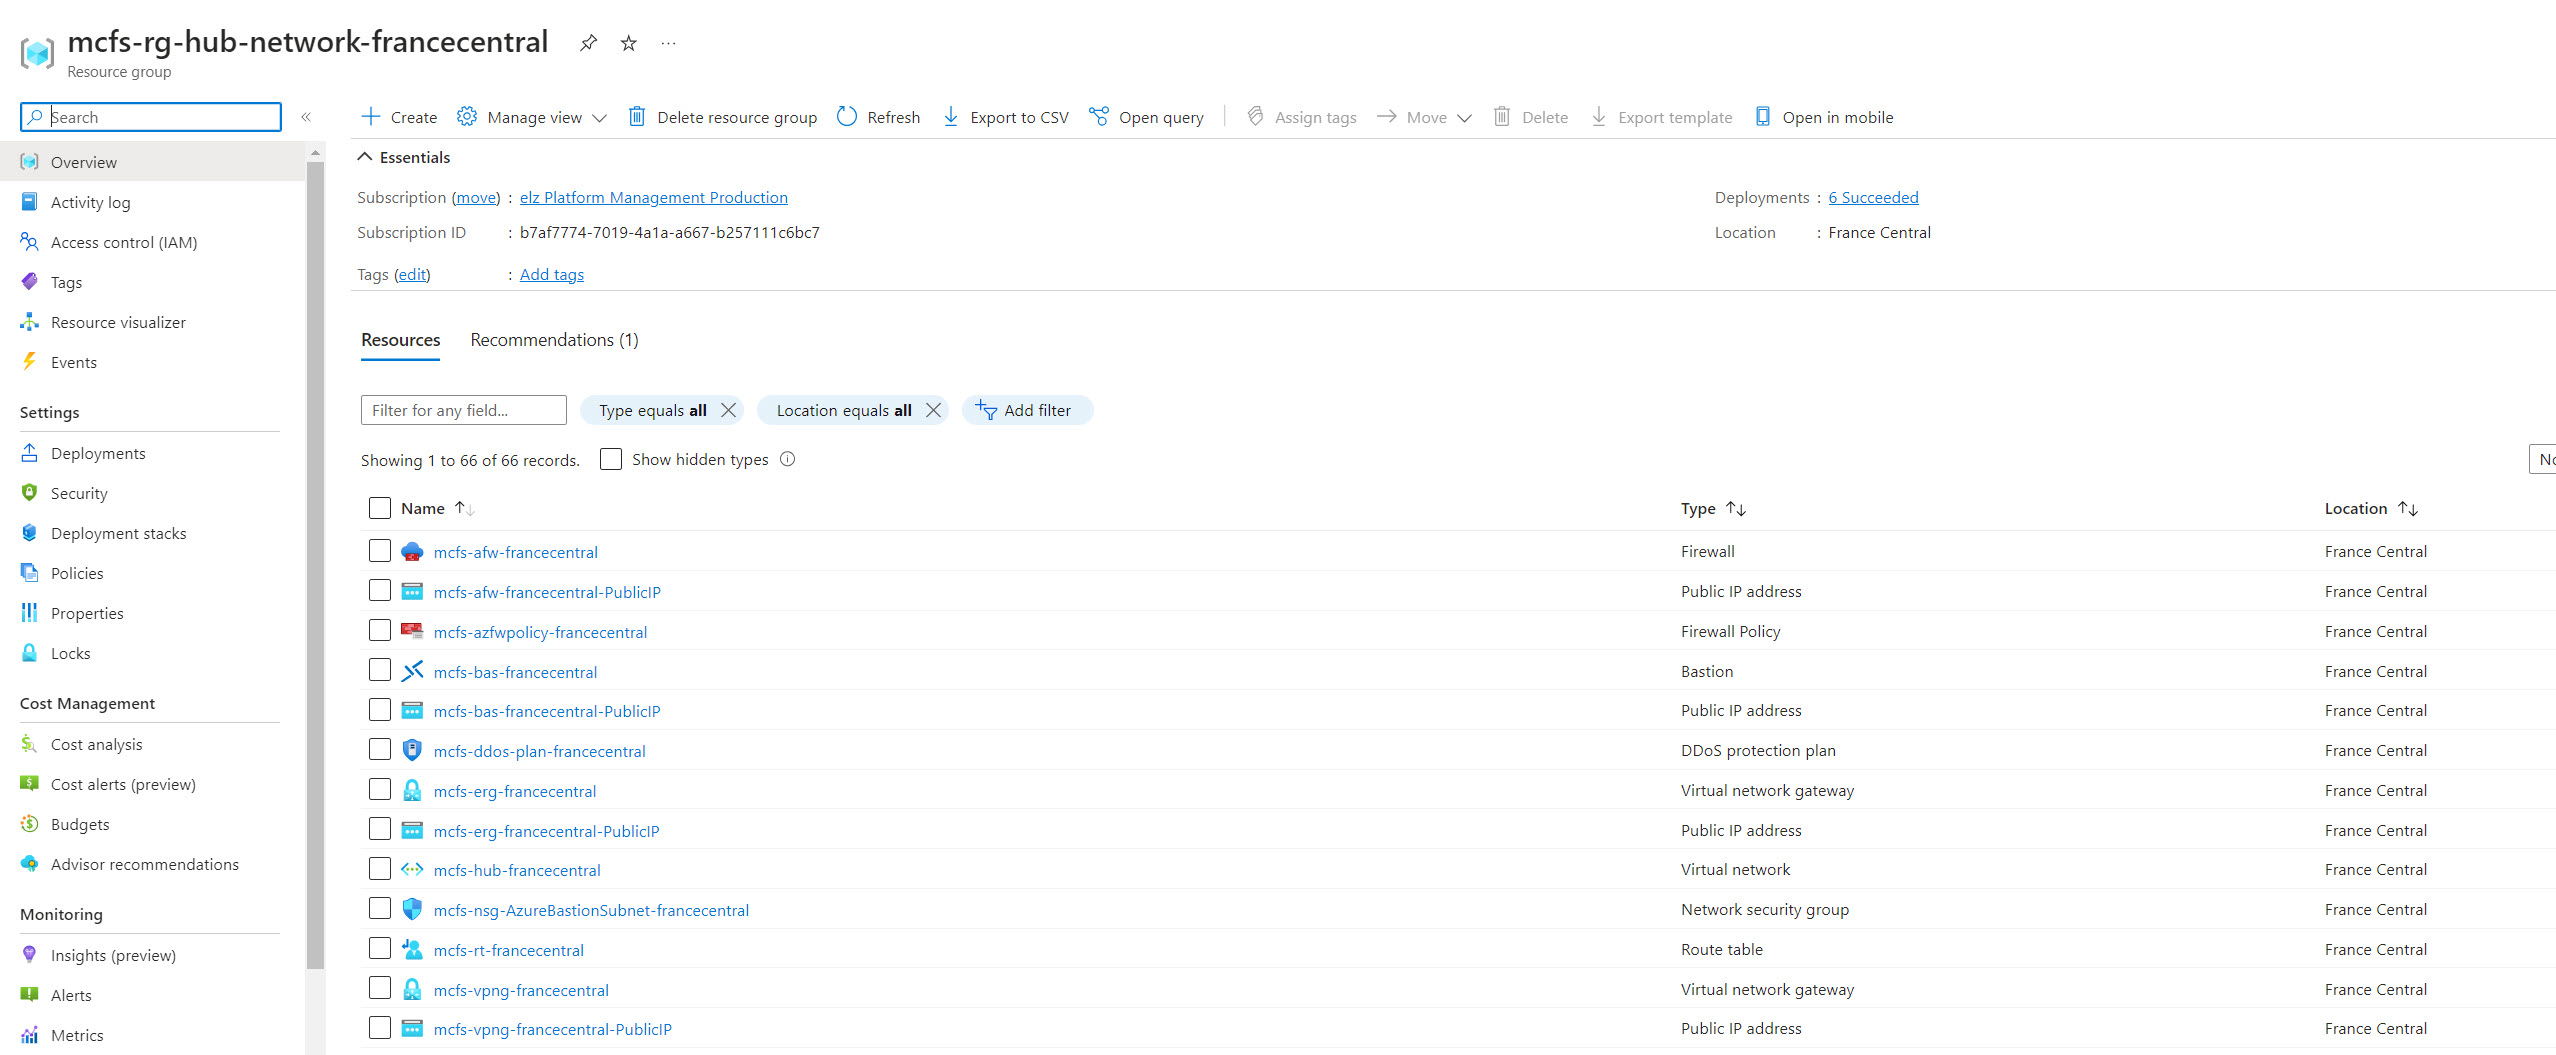 mcfs-rg-hub-network-francecentral
Resource group
Search
Create Manage view Delete resource group Refresh Export to CSV Open query Assign tags Move Delete Export template Open in mobile
Overview
Activity log
Access control (IAM)
Tags
Resource visualizer
Events
Settings
Deployments
Security
Deployment stacks
Policies
Properties
Locks
Cost Management
Cost analysis
Cost alerts (preview)
Budgets
Advisor recommendations
Monitoring
Insights (preview)
Alerts
Metrics
Essentials
Subscription (move) : elz Platform Management Production
Deployments : 6 Succeeded
Subscription ID : b7af7774-7019-4a1a-a667-b257111c6bc7
Location : France Central
Tags (edit) : Add tags
Resources Recommendations (1)
Filter for any field... Type equals all Location equals all Add filter
Showing 1 to 66 of 66 records. Show hidden types No
Name Type Location
mcfs-afw-francecentral Firewall France Central
mcfs-afw-francecentral-PublicIP Public IP address France Central
mcfs-azfwpolicy-francecentral Firewall Policy France Central
mcfs-bas-francecentral Bastion France Central
mcfs-bas-francecentral-PublicIP Public IP address France Central
mcfs-ddos-plan-francecentral DDoS protection plan France Central
mcfs-erg-francecentral Virtual network gateway France Central
mcfs-erg-francecentral-PublicIP Public IP address France Central
mcfs-hub-francecentral Virtual network France Central
mcfs-nsg-AzureBastionSubnet-francecentral Network security group France Central
mcfs-rt-francecentral Route table France Central
mcfs-vpng-francecentral Virtual network gateway France Central
mcfs-vpng-francecentral-PublicIP Public IP address France Central